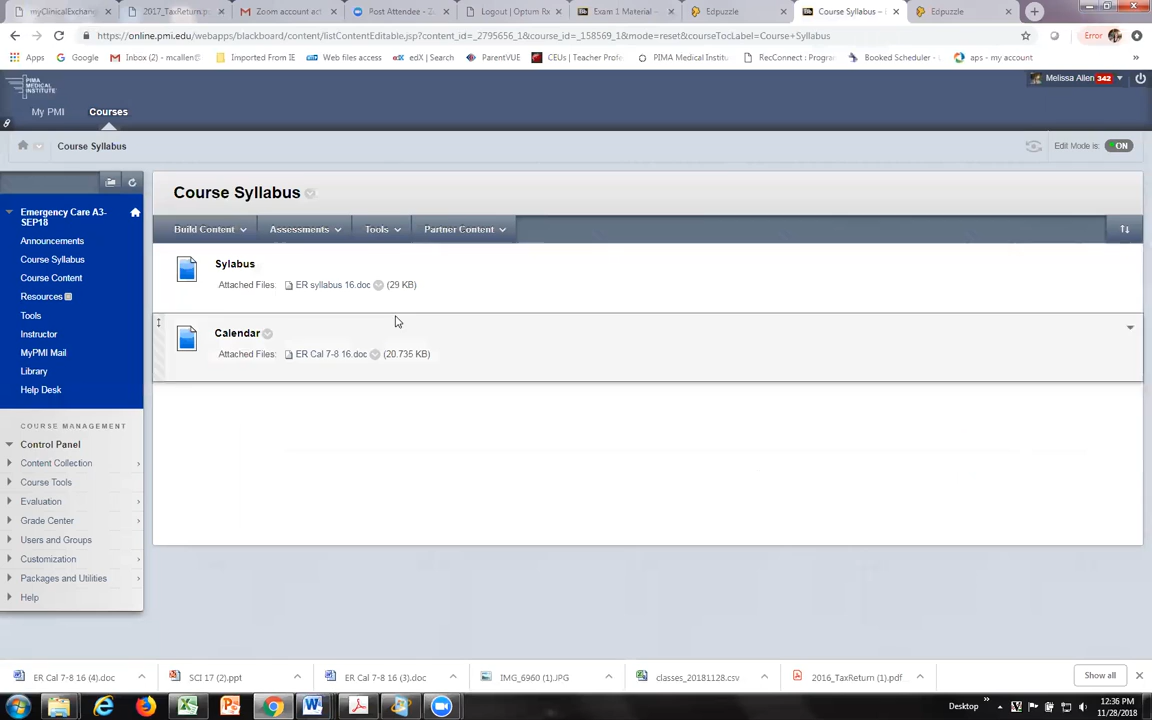 myClinicalExchang
2017_TaxReturn.p
Zoom account act
Post Attendee - Z
Logout | Optum Rx
Exam 1 Material –
Edpuzzle
Course Syllabus –
Edpuzzle
https://online.pmi.edu/webapps/blackboard/content/listContentEditable.jsp?content_id=_2795656_1&course_id=_158569_1&mode=reset&courseTocLabel=Course+Syllabus
Error
Apps
Google
Inbox (2) - mcallen@
Imported From IE
Web files access
edX | Search
ParentVUE
CEUs | Teacher Profe
PIMA Medical Institu
RecConnect : Program
Booked Scheduler -
aps - my account
»
PIMA
MEDICAL
INSTITUTE
Melissa Allen 342
My PMI
Courses
Course Syllabus
Edit Mode is: ON
Course Syllabus
Build Content
Assessments
Tools
Partner Content
Sylabus
Attached Files: ER syllabus 16.doc (29 KB)
Calendar
Attached Files: ER Cal 7-8 16.doc (20.735 KB)
Emergency Care A3-
SEP18
Announcements
Course Syllabus
Course Content
Resources
Tools
Instructor
MyPMI Mail
Library
Help Desk
COURSE MANAGEMENT
Control Panel
Content Collection
Course Tools
Evaluation
Grade Center
Users and Groups
Customization
Packages and Utilities
Help
ER Cal 7-8 16 (4).doc
SCI 17 (2).ppt
ER Cal 7-8 16 (3).doc
IMG_6960 (1).JPG
classes_20181128.csv
2016_TaxReturn (1).pdf
Show all
Desktop
»
12:36 PM
11/28/2018